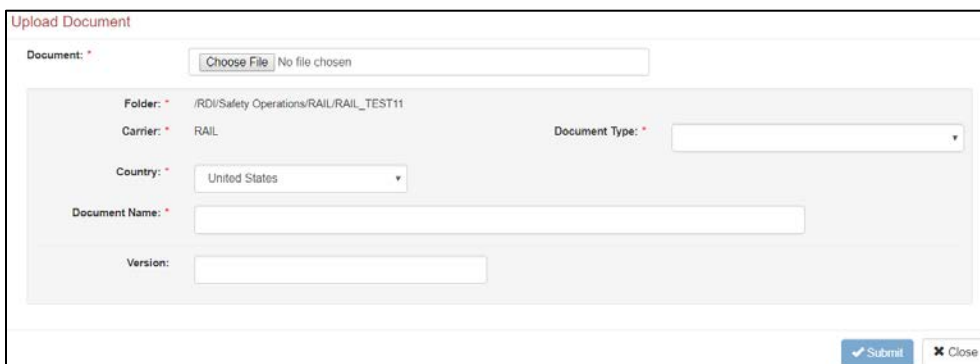 Upload Document
Document: * Choose File No file chosen
Folder: * /RDI/Safety Operations/RAIL/RAIL_TEST11
Carrier: * RAIL Document Type: *
Country: * United States
Document Name: *
Version:
Submit Close